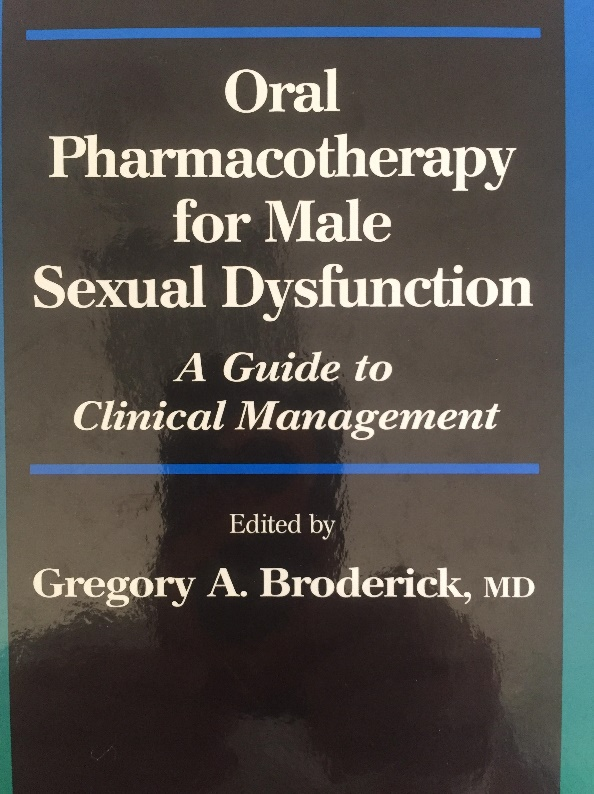 Oral
Pharmacotherapy
for Male
Sexual Dysfunction
A Guide to
Clinical Management
Edited by
Gregory A. Broderick, MD